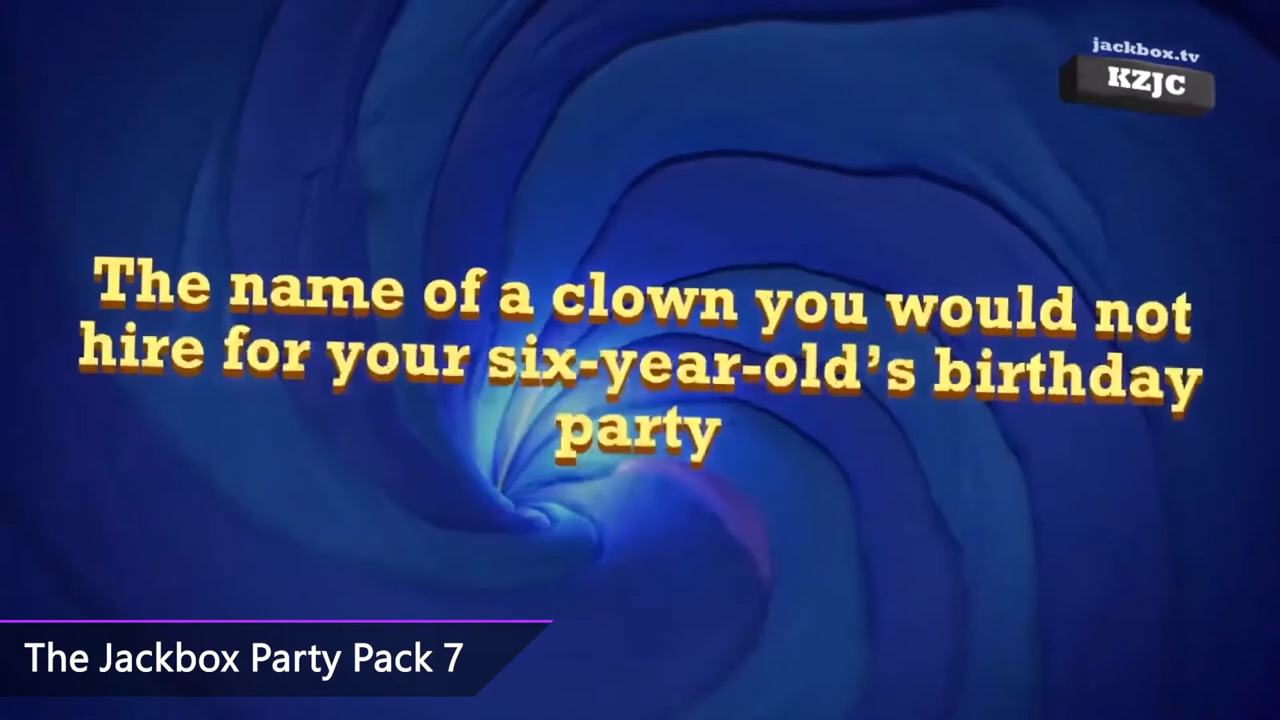 jackbox.tv
KZJC
The name of a clown you would not
hire for your six-year-old’s birthday
party
The Jackbox Party Pack 7